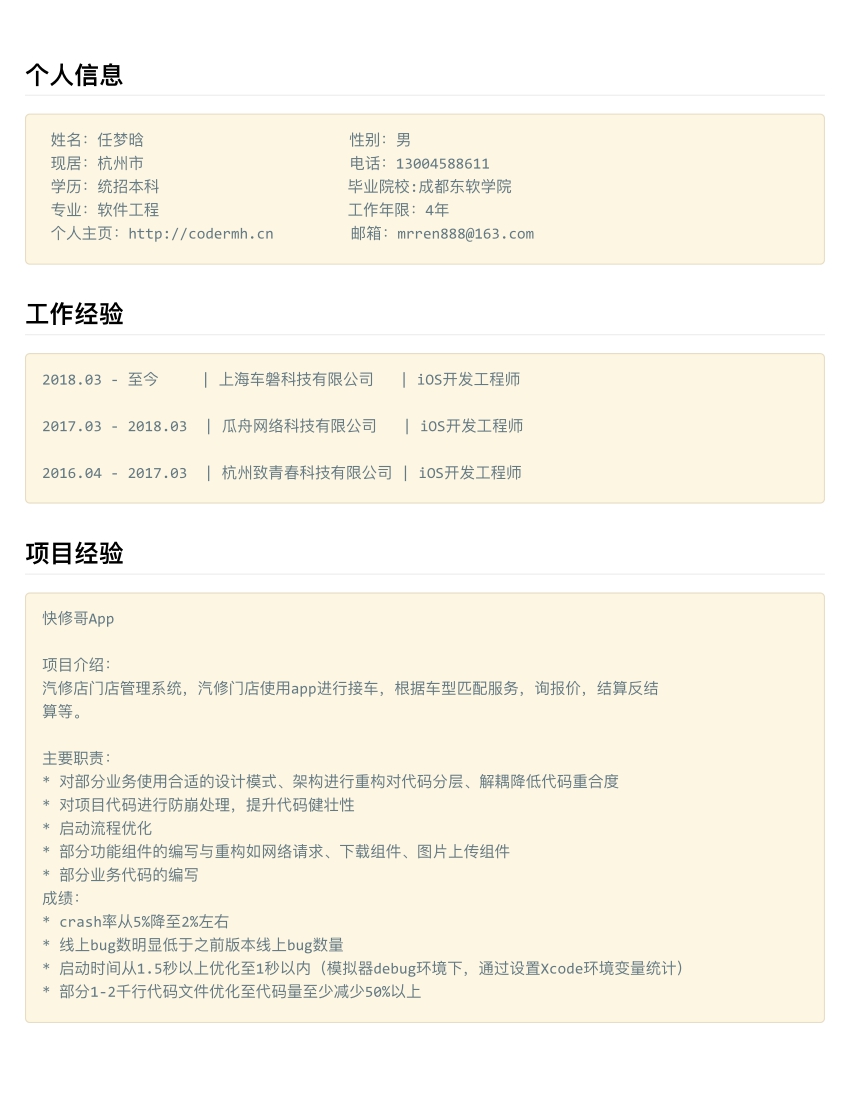 个人信息
姓名：任梦晗 性别：男
现居：杭州市 电话：13004588611
学历：统招本科 毕业院校:成都东软学院
专业：软件工程 工作年限：4年
个人主页：http://codermh.cn 邮箱：mrren888@163.com
工作经验
2018.03 - 至今 | 上海车磐科技有限公司 | iOS开发工程师
2017.03 - 2018.03 | 瓜舟网络科技有限公司 | iOS开发工程师
2016.04 - 2017.03 | 杭州致青春科技有限公司 | iOS开发工程师
项目经验
快修哥App
项目介绍：
汽修店门店管理系统，汽修门店使用app进行接车，根据车型匹配服务，询报价，结算反结
算等。
主要职责：
* 对部分业务使用合适的设计模式、架构进行重构对代码分层、解耦降低代码重合度
* 对项目代码进行防崩处理，提升代码健壮性
* 启动流程优化
* 部分功能组件的编写与重构如网络请求、下载组件、图片上传组件
* 部分业务代码的编写
成绩：
* crash率从5%降至2%左右
* 线上bug数明显低于之前版本线上bug数量
* 启动时间从1.5秒以上优化至1秒以内（模拟器debug环境下，通过设置Xcode环境变量统计）
* 部分1-2千行代码文件优化至代码量至少减少50%以上